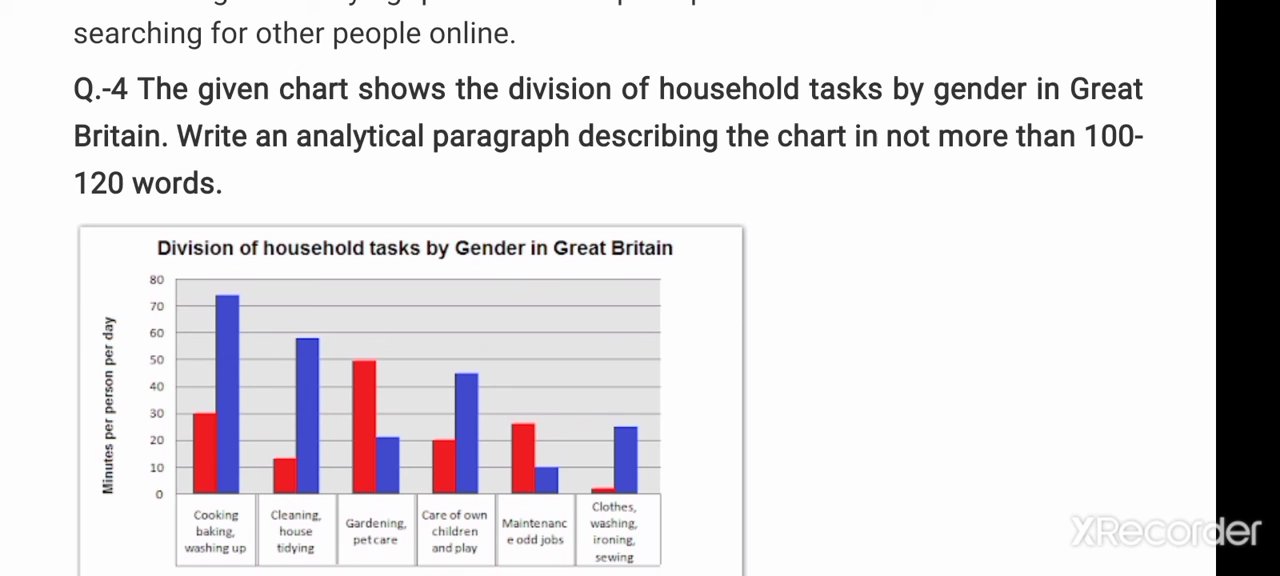 searching for other people online.
Q.-4 The given chart shows the division of household tasks by gender in Great
Britain. Write an analytical paragraph describing the chart in not more than 100-
120 words.
Division of household tasks by Gender in Great Britain
Minutes per person per day
80
70
60
50
40
30
20
10
0
Cooking
baking,
washing up
Cleaning,
house
tidying
Gardening,
pet care
Care of own
children
and play
Maintenanc
e odd jobs
Clothes,
washing,
ironing,
sewing
XRecorder